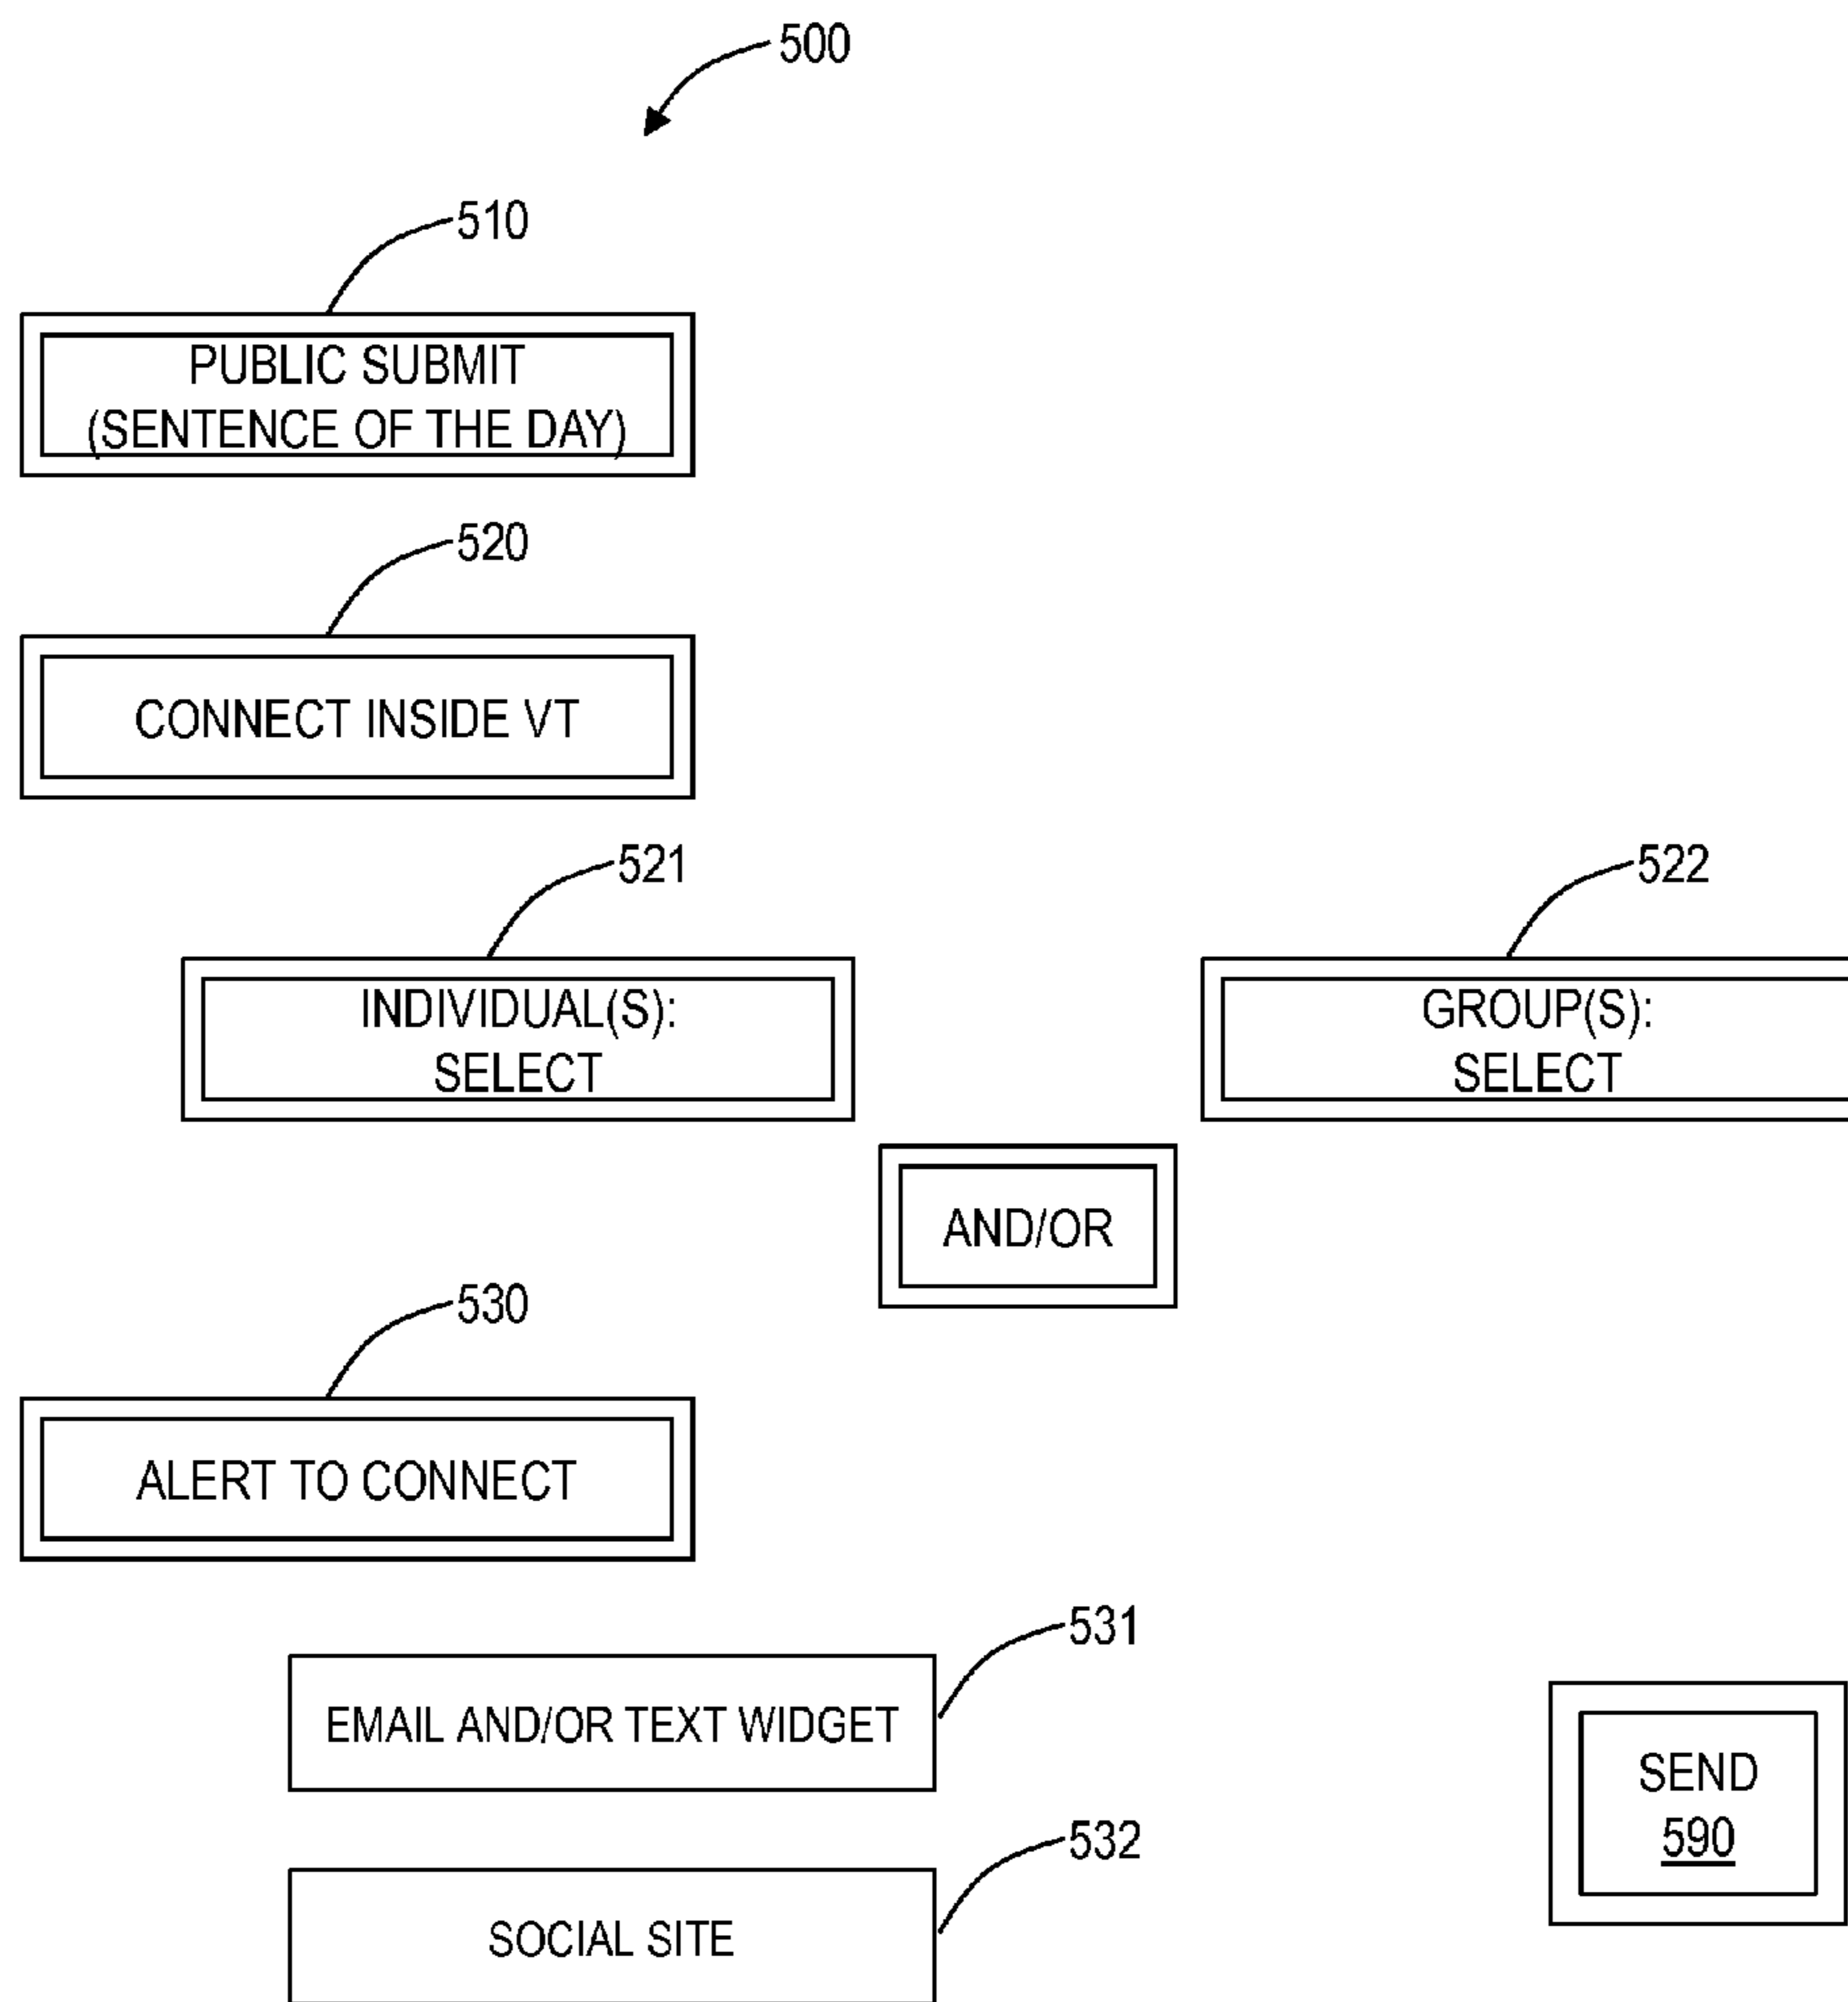 500
510
PUBLIC SUBMIT
(SENTENCE OF THE DAY)
520
CONNECT INSIDE VT
521
INDIVIDUAL(S):
SELECT
522
GROUP(S):
SELECT
AND/OR
530
ALERT TO CONNECT
531
EMAIL AND/OR TEXT WIDGET
532
SOCIAL SITE
SEND
590